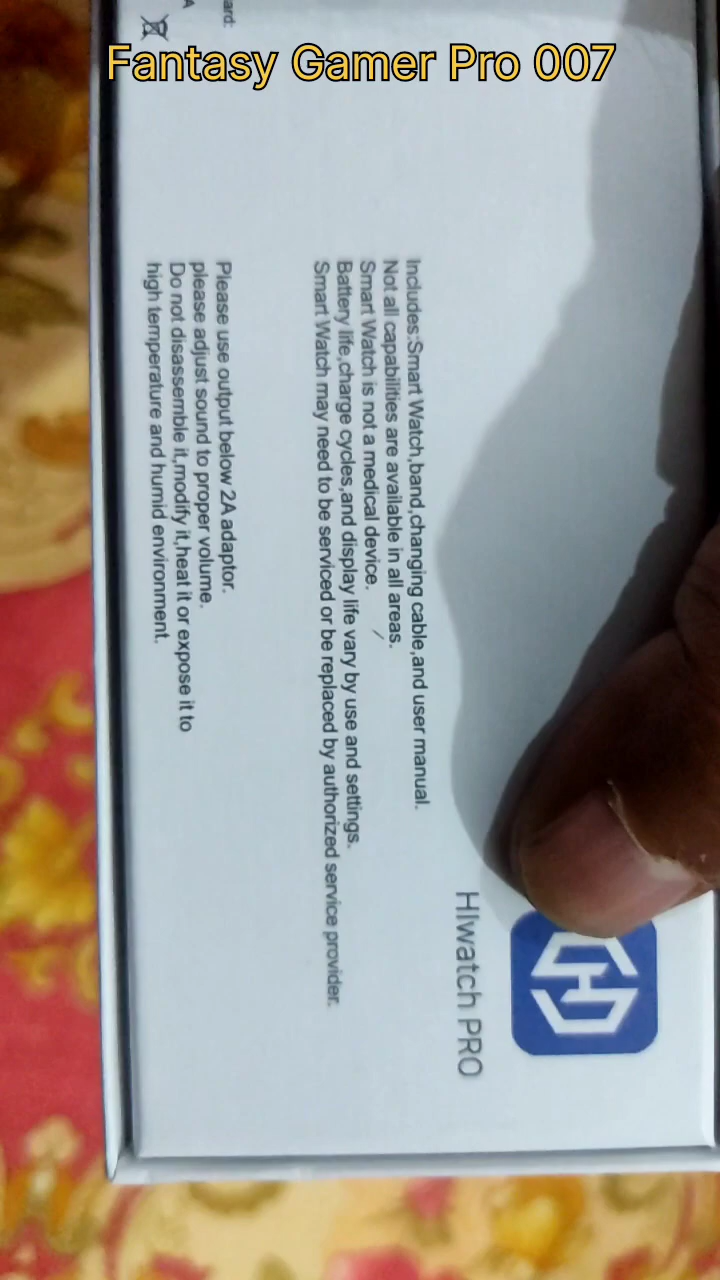 Fantasy Gamer Pro 007
HIwatch PRO
Includes:Smart Watch,band,changing cable,and user manual.
Not all capabilities are available in all areas.
Smart Watch is not a medical device.
Battery life,charge cycles,and display life vary by use and settings.
Smart Watch may need to be serviced or be replaced by authorized service provider.
Please use output below 2A adaptor.
please adjust sound to proper volume.
Do not disassemble it,modify it,heat it or expose it to
high temperature and humid environment.
ard:
A